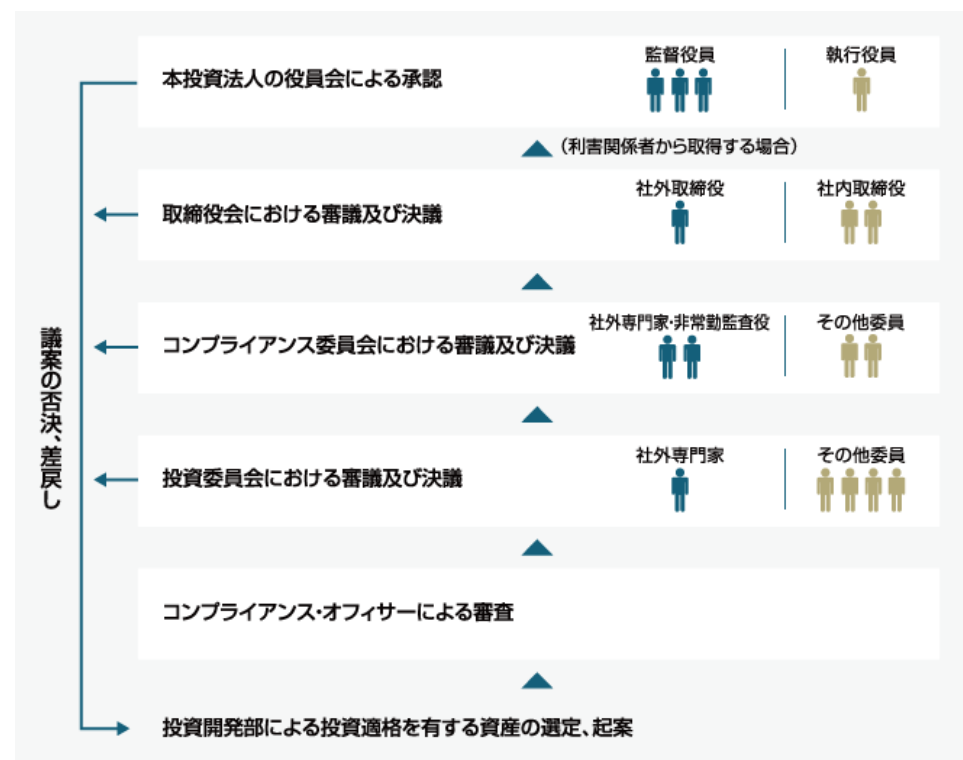 監督役員
執行役員
本投資法人の役員会による承認
（利害関係者から取得する場合）
社外取締役
社内取締役
取締役会における審議及び決議
社外専門家・非常勤監査役
その他委員
コンプライアンス委員会における審議及び決議
社外専門家
その他委員
投資委員会における審議及び決議
コンプライアンス・オフィサーによる審査
投資開発部による投資適格を有する資産の選定、起案
議案の否決、差戻し